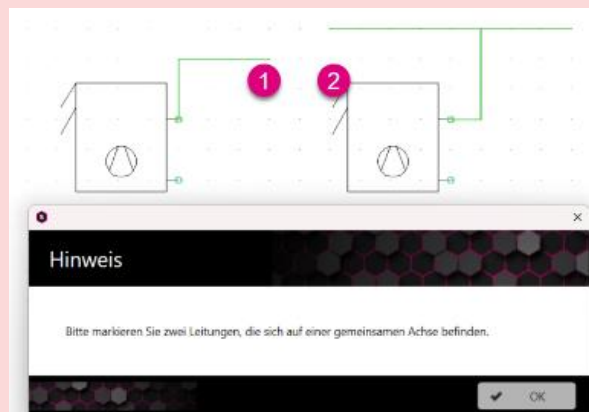 1 2
Hinweis
Bitte markieren Sie zwei Leitungen, die sich auf einer gemeinsamen Achse befinden.
OK